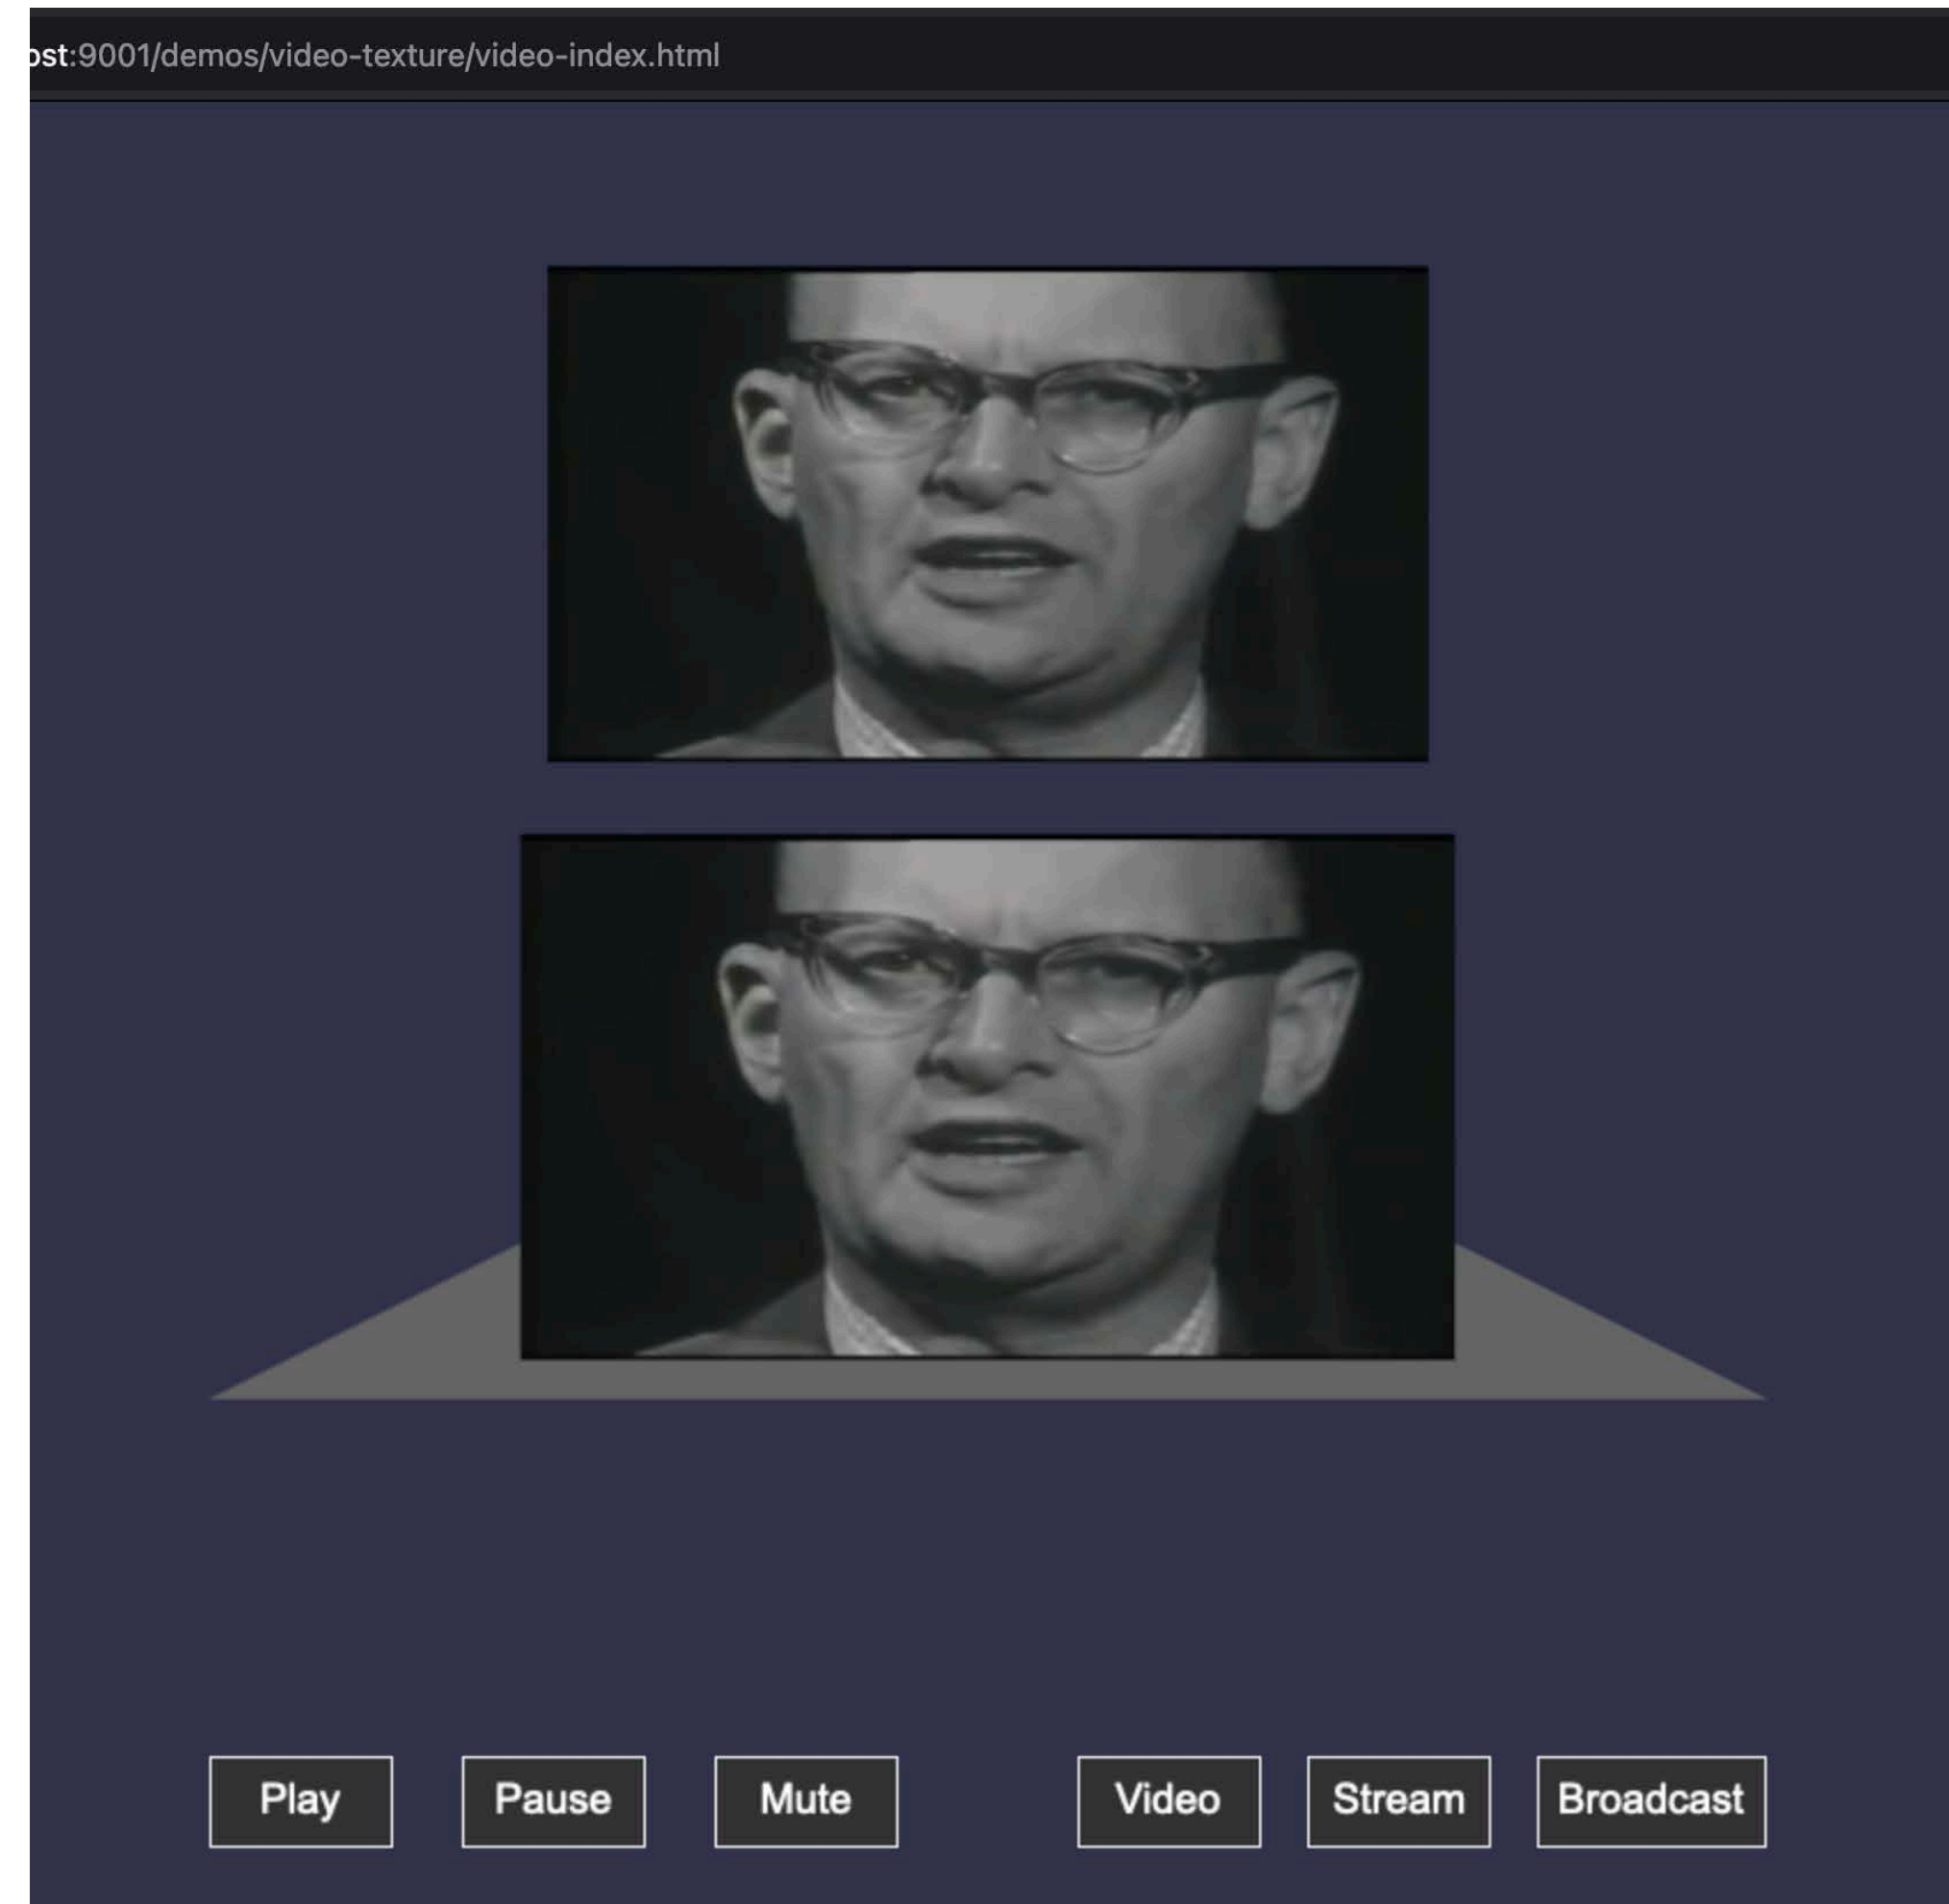 ost:9001/demos/video-texture/video-index.html
Play Pause Mute Video Stream Broadcast